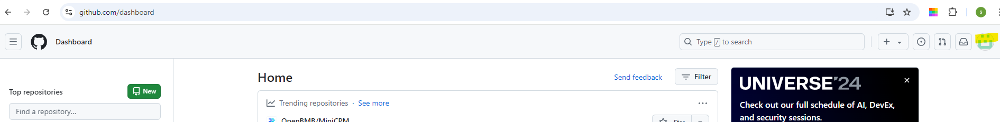 github.com/dashboard
S
Dashboard
Type / to search
Home
Send feedback
Filter
Top repositories
New
Find a repository...
Trending repositories · See more
OpenBMB/MiniCPM
Star
UNIVERSE'24
Check out our full schedule of AI, DevEx,
and security sessions.